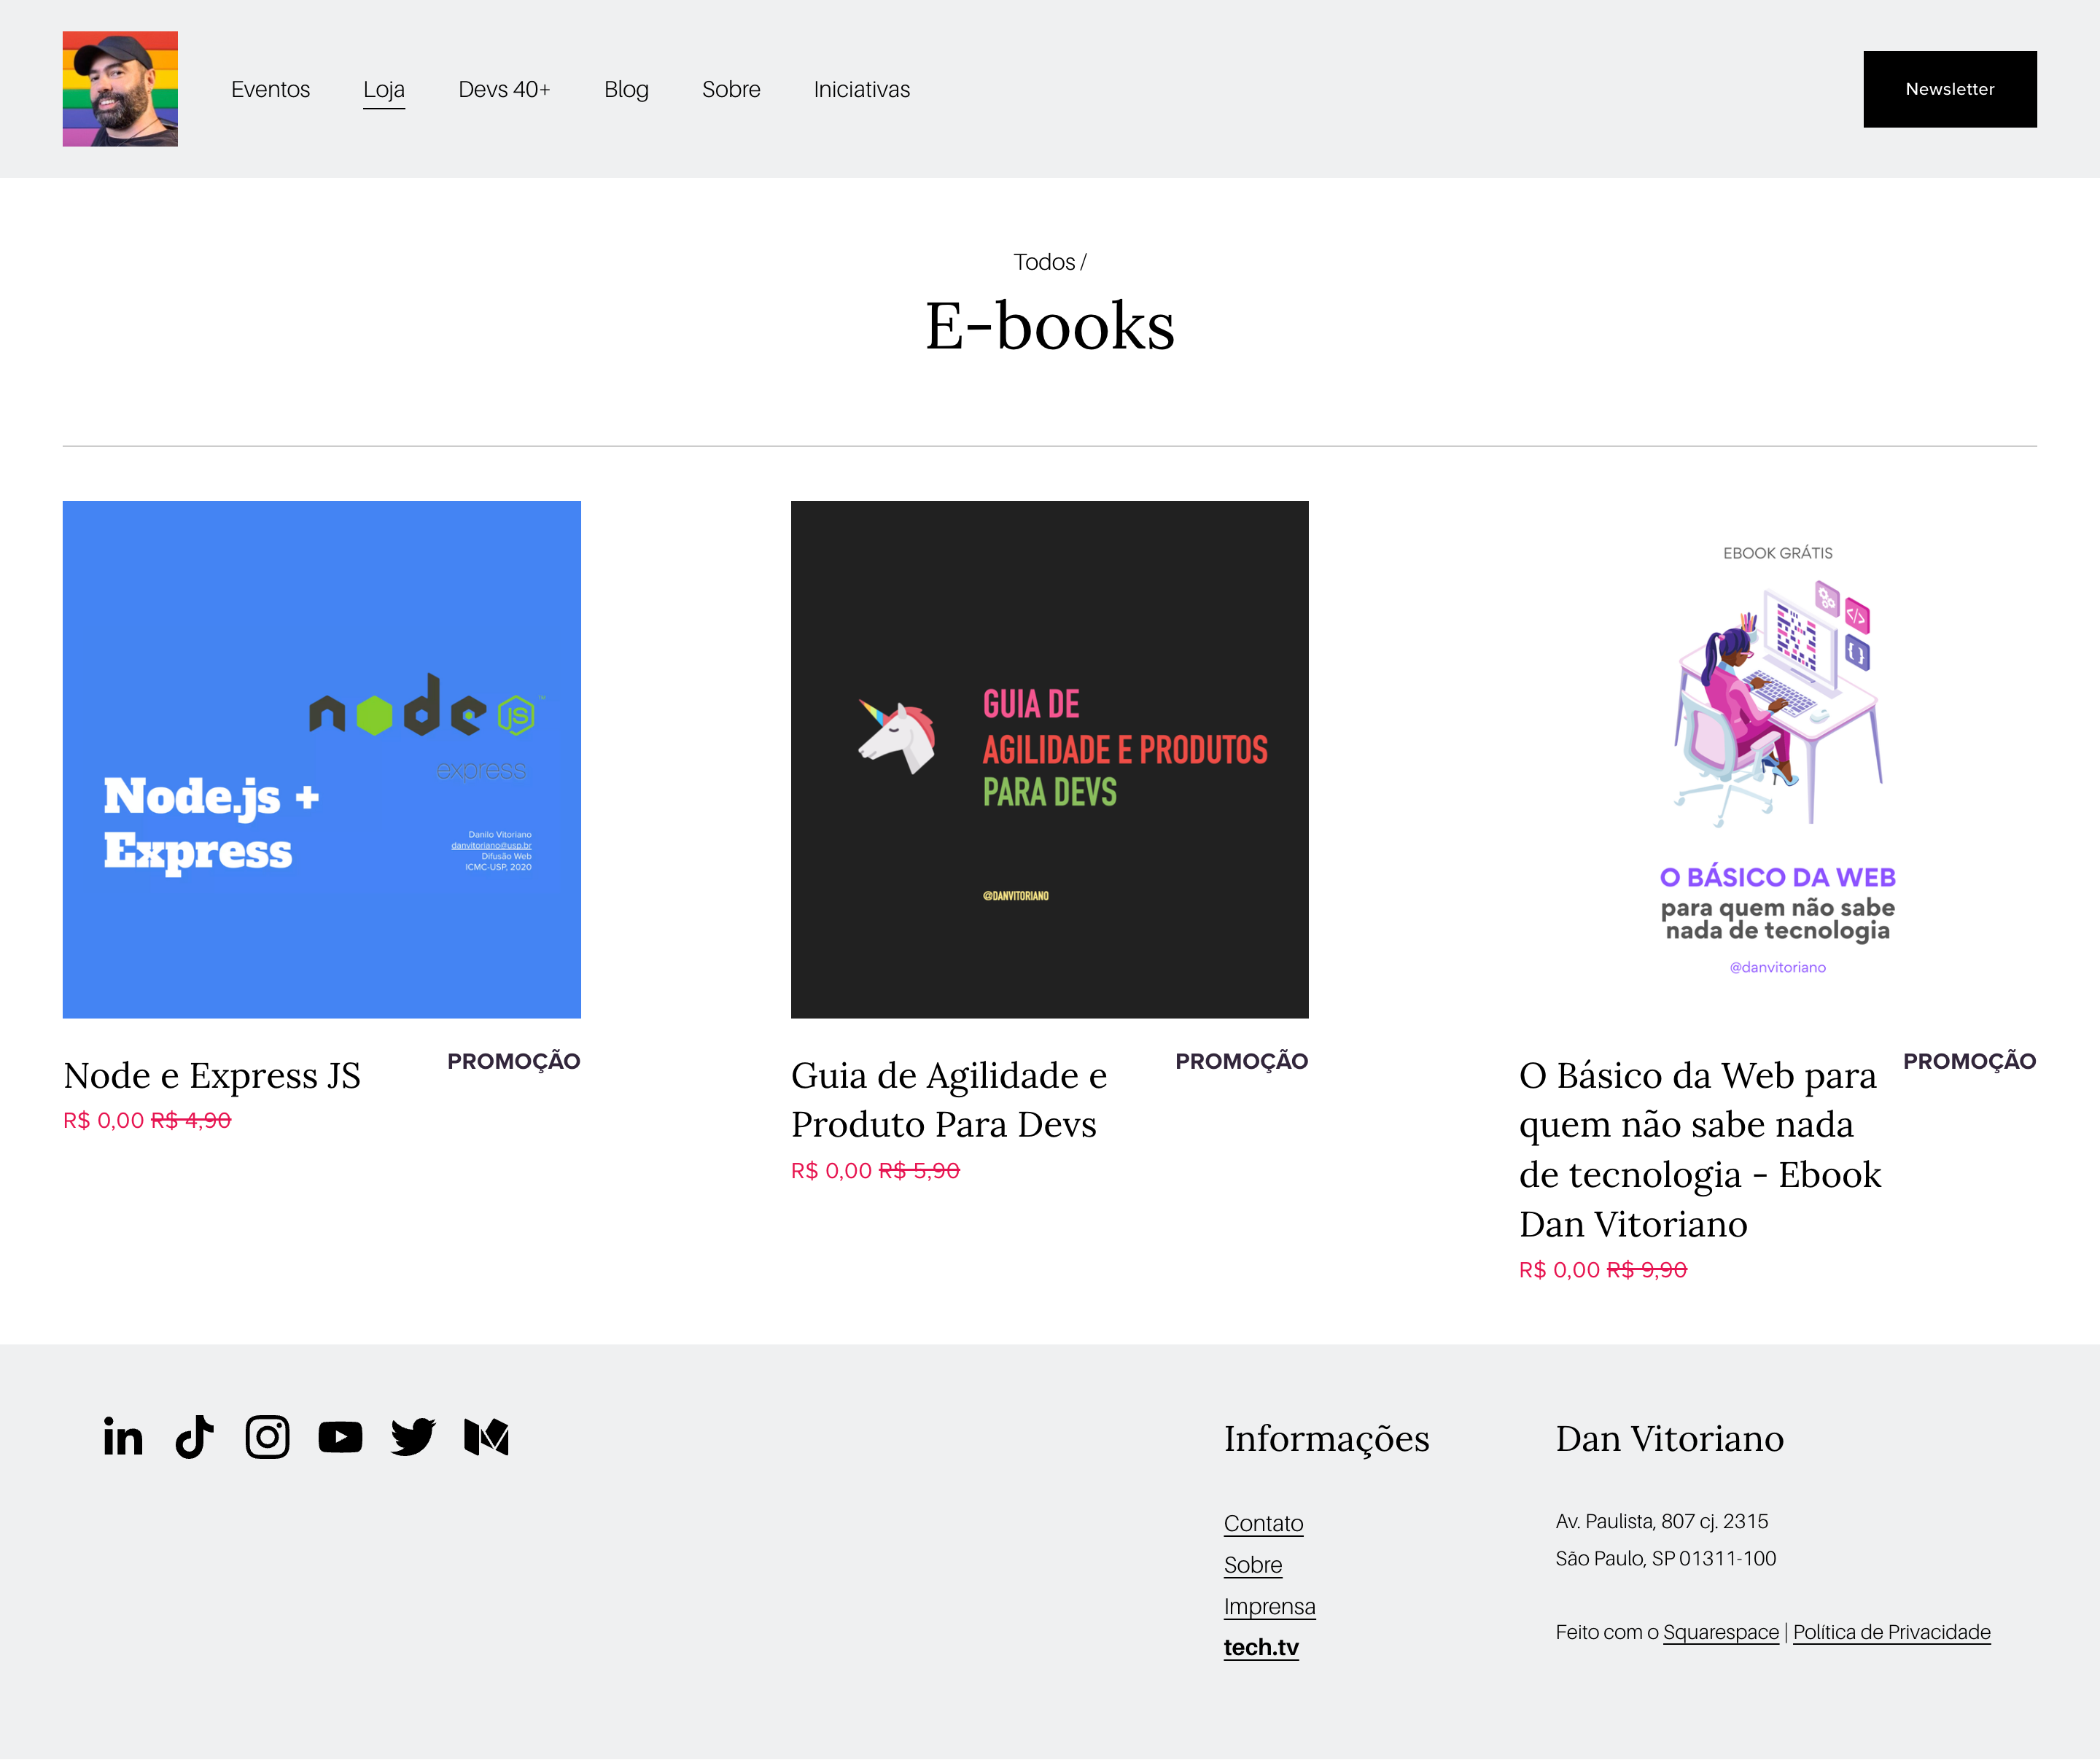 Eventos
Loja
Devs 40+
Blog
Sobre
Iniciativas
Newsletter
Todos /
E-books
node JS ™
express
Node.js +
Express
Danilo Vitoriano
danvitoriano@usp.br
Difusão Web
ICMC-USP, 2020
Node e Express JS
PROMOÇÃO
R$ 0,00 R$ 4,90
GUIA DE
AGILIDADE E PRODUTOS
PARA DEVS
@DANVITORIANO
Guia de Agilidade e
Produto Para Devs
PROMOÇÃO
R$ 0,00 R$ 5,90
EBOOK GRÁTIS
O BÁSICO DA WEB
para quem não sabe
nada de tecnologia
@danvitoriano
O Básico da Web para
quem não sabe nada
de tecnologia - Ebook
Dan Vitoriano
PROMOÇÃO
R$ 0,00 R$ 9,90
Informações
Contato
Sobre
Imprensa
tech.tv
Dan Vitoriano
Av. Paulista, 807 cj. 2315
São Paulo, SP 01311-100
Feito com o Squarespace | Política de Privacidade